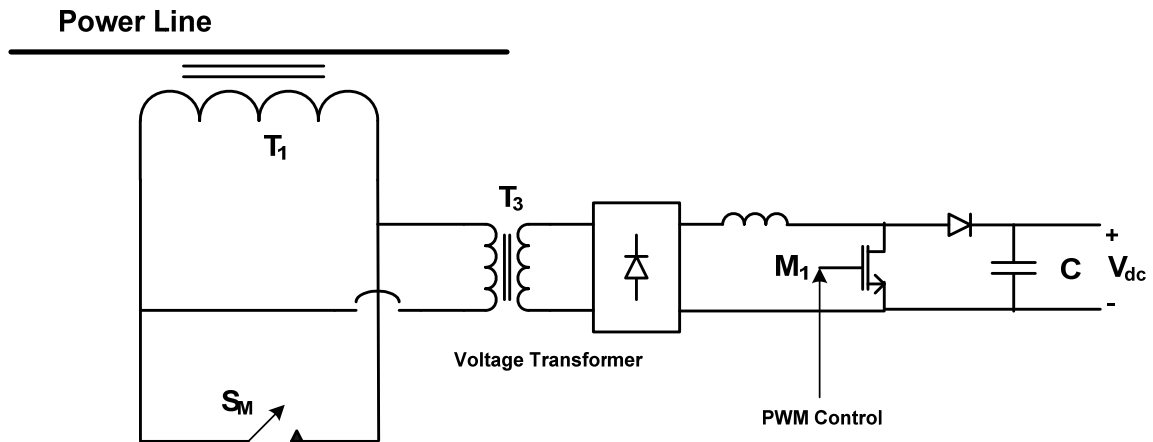 Power Line
T1
T3
M1
C
+
Vdc
-
Voltage Transformer
SM
PWM Control